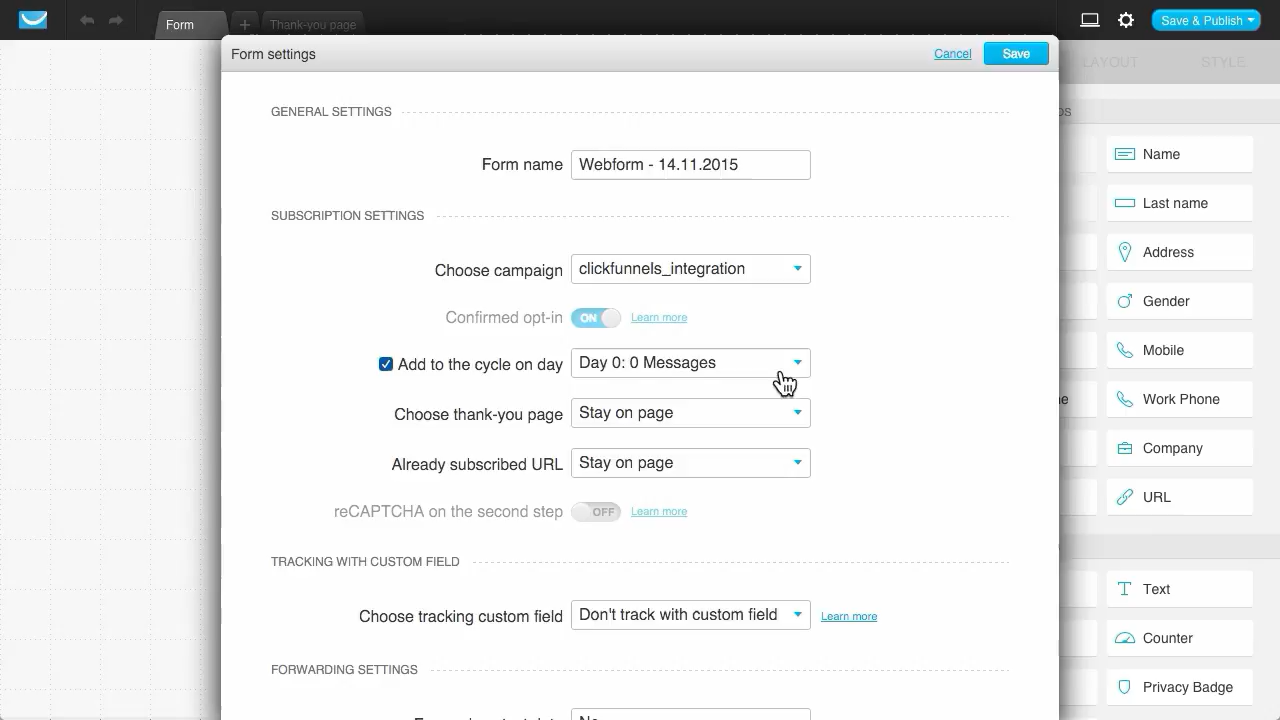 Form
+
Thank-you page
Save & Publish
Form settings
Cancel
Save
LAYOUT
STYLE
GENERAL SETTINGS
Form name
Webform - 14.11.2015
SUBSCRIPTION SETTINGS
Choose campaign
clickfunnels_integration
Confirmed opt-in
ON
Learn more
Add to the cycle on day
Day 0: 0 Messages
Choose thank-you page
Stay on page
Already subscribed URL
Stay on page
reCAPTCHA on the second step
OFF
Learn more
TRACKING WITH CUSTOM FIELD
Choose tracking custom field
Don't track with custom field
Learn more
FORWARDING SETTINGS
No
Name
Last name
Address
Gender
Mobile
Work Phone
Company
URL
Text
Counter
Privacy Badge